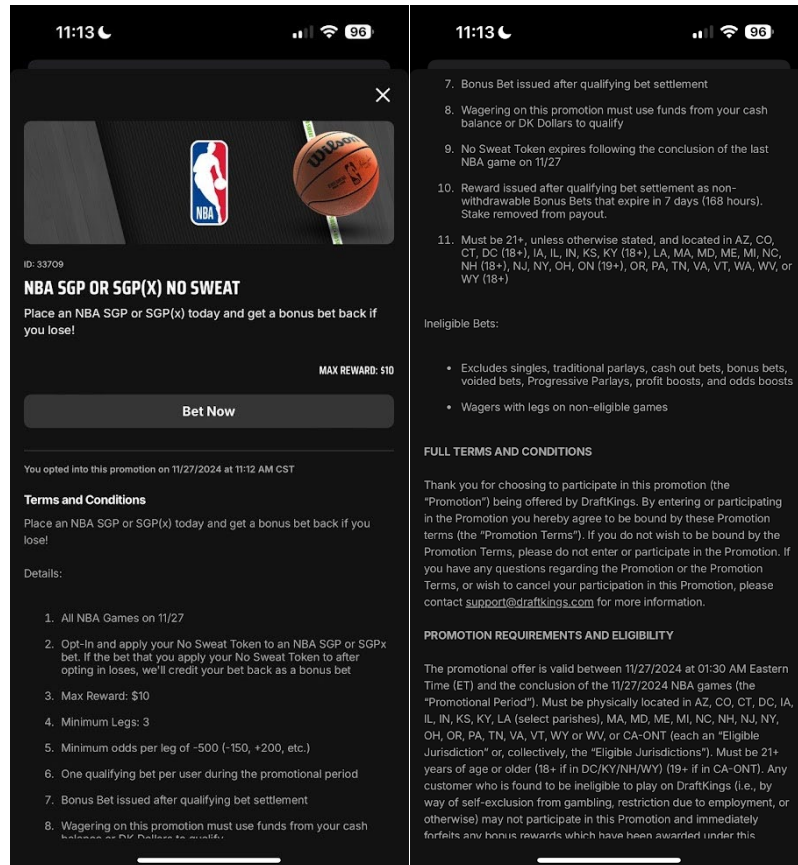 11:13
96
wilson
NBA
ID: 33709
NBA SGP OR SGP(X) NO SWEAT
Place an NBA SGP or SGP(x) today and get a bonus bet back if
you lose!
MAX REWARD: $10
Bet Now
You opted into this promotion on 11/27/2024 at 11:12 AM CST
Terms and Conditions
Place an NBA SGP or SGP(x) today and get a bonus bet back if you
lose!
Details:
1. All NBA Games on 11/27
2. Opt-In and apply your No Sweat Token to an NBA SGP or SGPx
bet. If the bet that you apply your No Sweat Token to after
opting in loses, we'll credit your bet back as a bonus bet
3. Max Reward: $10
4. Minimum Legs: 3
5. Minimum odds per leg of -500 (-150, +200, etc.)
6. One qualifying bet per user during the promotional period
7. Bonus Bet issued after qualifying bet settlement
8. Wagering on this promotion must use funds from your cash
balance or DK Dollars to qualify
11:13
96
7. Bonus Bet issued after qualifying bet settlement
8. Wagering on this promotion must use funds from your cash
balance or DK Dollars to qualify
9. No Sweat Token expires following the conclusion of the last
NBA game on 11/27
10. Reward issued after qualifying bet settlement as non-
withdrawable Bonus Bets that expire in 7 days (168 hours).
Stake removed from payout.
11. Must be 21+, unless otherwise stated, and located in AZ, CO,
CT, DC (18+), IA, IL, IN, KS, KY (18+), LA, MA, MD, ME, MI, NC,
NH (18+), NJ, NY, OH, ON (19+), OR, PA, TN, VA, VT, WA, WV, or
WY (18+)
Ineligible Bets:
• Excludes singles, traditional parlays, cash out bets, bonus bets,
voided bets, Progressive Parlays, profit boosts, and odds boosts
• Wagers with legs on non-eligible games
FULL TERMS AND CONDITIONS
Thank you for choosing to participate in this promotion (the
“Promotion”) being offered by DraftKings. By entering or participating
in the Promotion you hereby agree to be bound by these Promotion
terms (the “Promotion Terms”). If you do not wish to be bound by the
Promotion Terms, please do not enter or participate in the Promotion. If
you have any questions regarding the Promotion or the Promotion
Terms, or wish to cancel your participation in this Promotion, please
contact support@draftkings.com for more information.
PROMOTION REQUIREMENTS AND ELIGIBILITY
The promotional offer is valid between 11/27/2024 at 01:30 AM Eastern
Time (ET) and the conclusion of the 11/27/2024 NBA games (the
“Promotional Period”). Must be physically located in AZ, CO, CT, DC, IA,
IL, IN, KS, KY, LA (select parishes), MA, MD, ME, MI, NC, NH, NJ, NY,
OH, OR, PA, TN, VA, VT, WY or WV, or CA-ONT (each an “Eligible
Jurisdiction” or, collectively, the “Eligible Jurisdictions”). Must be 21+
years of age or older (18+ if in DC/KY/NH/WY) (19+ if in CA-ONT). Any
customer who is found to be ineligible to play on DraftKings (i.e., by
way of self-exclusion from gambling, restriction due to employment, or
otherwise) may not participate in this Promotion and immediately
forfeits any bonus rewards which have been awarded under this